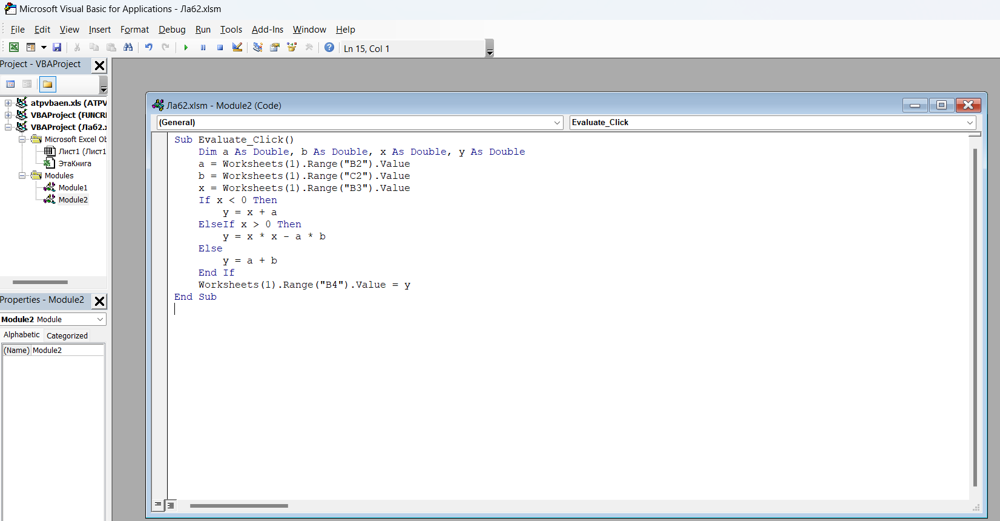 Microsoft Visual Basic for Applications - Ла62.xlsm
File Edit View Insert Format Debug Run Tools Add-Ins Window Help
Ln 15, Col 1
Project - VBAProject
atpvbaen.xls (ATPV
VBAProject (FUNCRE
VBAProject (Ла62.x
Microsoft Excel Ob
Лист1 (Лист1
ЭтаКнига
Modules
Module1
Module2
Properties - Module2
Module2 Module
Alphabetic Categorized
(Name) Module2
Ла62.xlsm - Module2 (Code)
(General) Evaluate_Click
Sub Evaluate_Click()
    Dim a As Double, b As Double, x As Double, y As Double
    a = Worksheets(1).Range("B2").Value
    b = Worksheets(1).Range("C2").Value
    x = Worksheets(1).Range("B3").Value
    If x < 0 Then
        y = x + a
    ElseIf x > 0 Then
        y = x * x - a * b
    Else
        y = a + b
    End If
    Worksheets(1).Range("B4").Value = y
End Sub